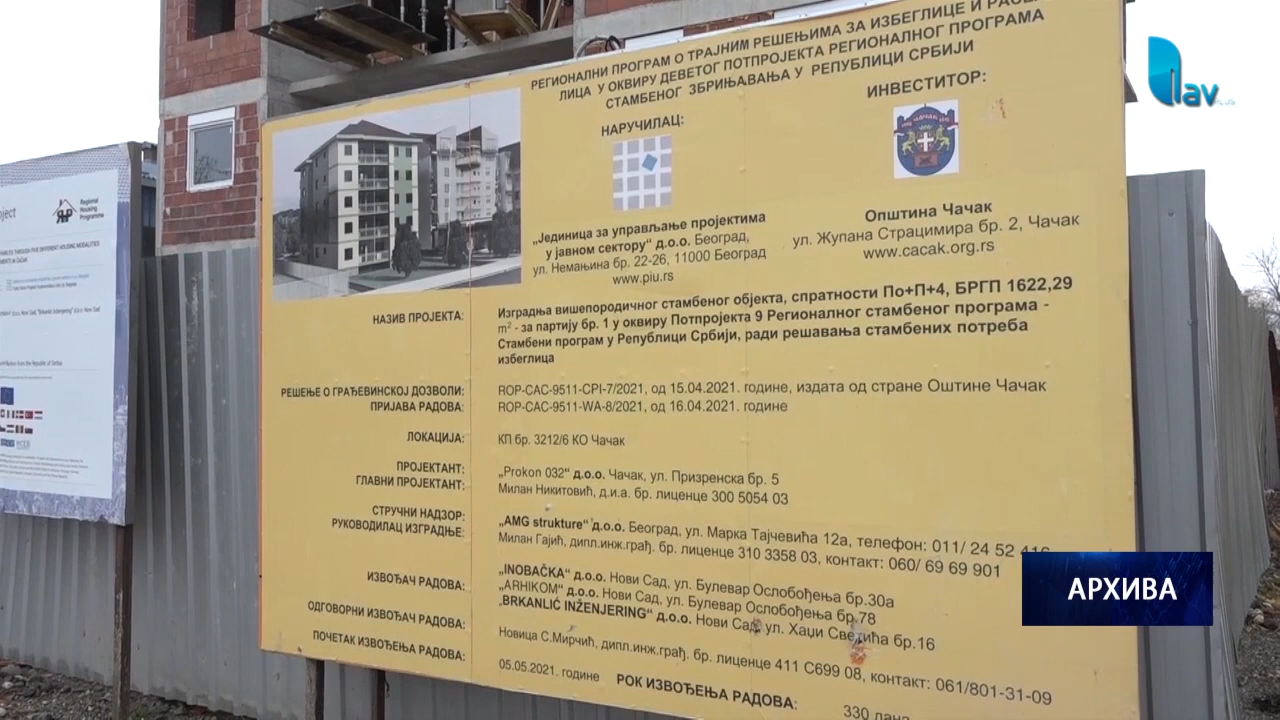 РЕГИОНАЛНИ ПРОГРАМ О ТРАЈНИМ РЕШЕЊИМА ЗА ИЗБЕГЛИЦЕ И
ЛИЦА У ОКВИРУ ДЕВЕТОГ ПОТПРОЈЕКТА РЕГИОНАЛНОГ ПРОГРАМА
СТАМБЕНОГ ЗБРИЊАВАЊА У РЕПУБЛИЦИ СРБИЈИ
НАРУЧИЛАЦ:
„Јединица за управљање пројектима
у јавном сектору“ д.о.о. Београд,
ул. Немањина бр. 22-26, 11000 Београд
www.piu.rs
ИНВЕСТИТОР:
Општина Чачак
ул. Жупана Страцимира бр. 2, Чачак
www.cacak.org.rs
НАЗИВ ПРОЈЕКТА:
Изградња вишепородичног стамбеног објекта, спратности По+П+4, БРГП 1622,29
m² - за партију бр. 1 у оквиру Потпројекта 9 Регионалног стамбеног програма -
Стамбени програм у Републици Србији, ради решавања стамбених потреба
избеглица
РЕШЕЊЕ О ГРАЂЕВИНСКОЈ ДОЗВОЛИ: ROP-CAC-9511-CPI-7/2021, од 15.04.2021. године, издата од стране Општине Чачак
ПРИЈАВА РАДОВА: ROP-CAC-9511-WA-8/2021, од 16.04.2021. године
ЛОКАЦИЈА: КП бр. 3212/6 КО Чачак
ПРОЈЕКТАНТ: „Prokon 032“ д.о.о. Чачак, ул. Призренска бр. 5
ГЛАВНИ ПРОЈЕКТАНТ: Милан Никитовић, д.и.а. бр. лиценце 300 5054 03
СТРУЧНИ НАДЗОР: „AMG strukture“ д.о.о. Београд, ул. Марка Тајчевића 12а, телефон: 011/ 24 52
РУКОВОДИЛАЦ ИЗГРАДЊЕ: Милан Гајић, дипл.инж.грађ. бр. лиценце 310 3358 03, контакт: 060/ 69 69 901
ИЗВОЂАЧ РАДОВА: „INOBAČKA“ д.о.о. Нови Сад, ул. Булевар Ослобођења бр.30а
„ARHIKOM“ д.о.о. Нови Сад, ул. Булевар Ослобођења бр.78
„BRKANLIĆ INŽENJERING“ д.о.о. Нови Сад ул. Хаџи Светића бр.16
ОДГОВОРНИ ИЗВОЂАЧ РАДОВА: Новица С.Мирчић, дипл.инж.грађ. бр. лиценце 411 С699 08, контакт: 061/801-31-09
ПОЧЕТАК ИЗВОЂЕЊА РАДОВА: 05.05.2021. године РОК ИЗВОЂЕЊА РАДОВА: 330 дана
Regional
Housing
Programme
АРХИВА
lav